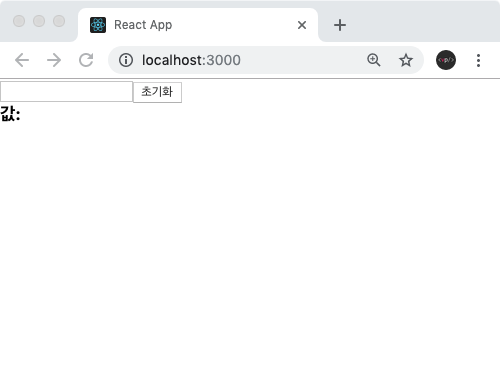 React App
localhost:3000
초기화
값: